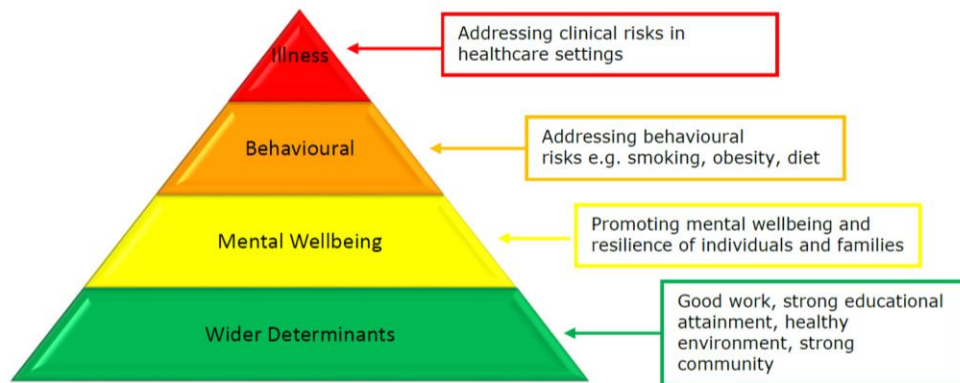 Illness
Addressing clinical risks in
healthcare settings
Behavioural
Addressing behavioural
risks e.g. smoking, obesity, diet
Mental Wellbeing
Promoting mental wellbeing and
resilience of individuals and families
Wider Determinants
Good work, strong educational
attainment, healthy
environment, strong
community